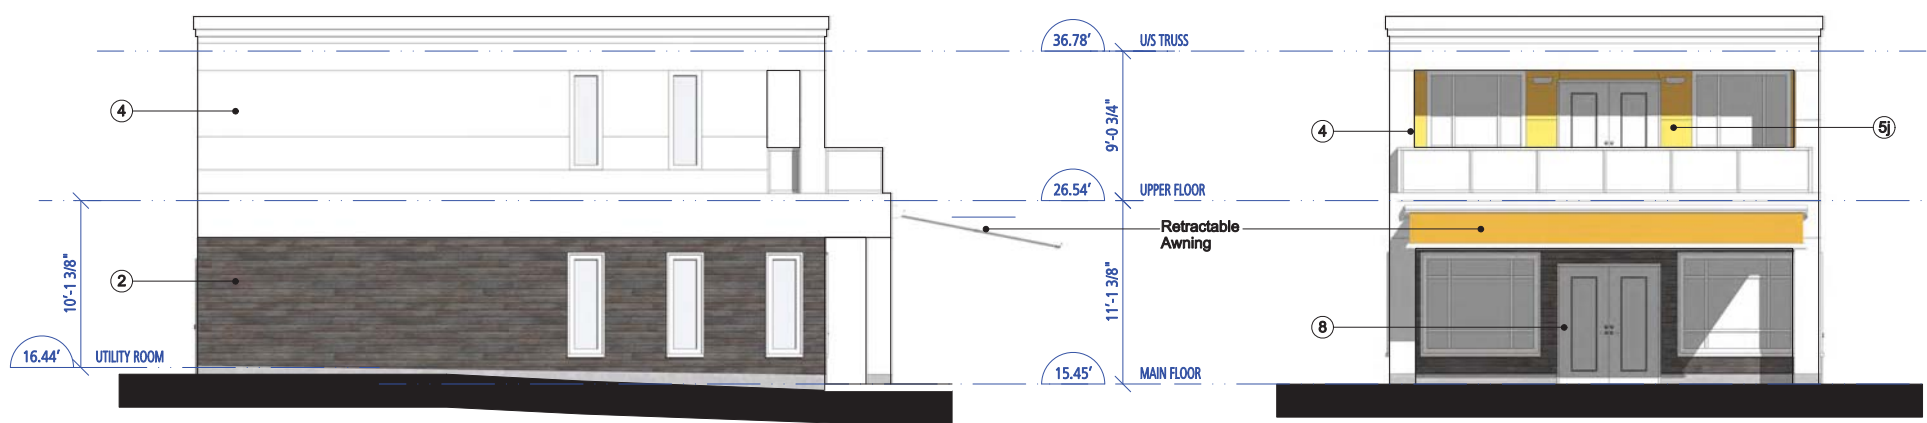 36.78'
U/S TRUSS
4
9'-0 3/4"
4
5j
26.54'
UPPER FLOOR
Retractable
Awning
2
10'-1 3/8"
11'-1 3/8"
8
16.44'
UTILITY ROOM
15.45'
MAIN FLOOR